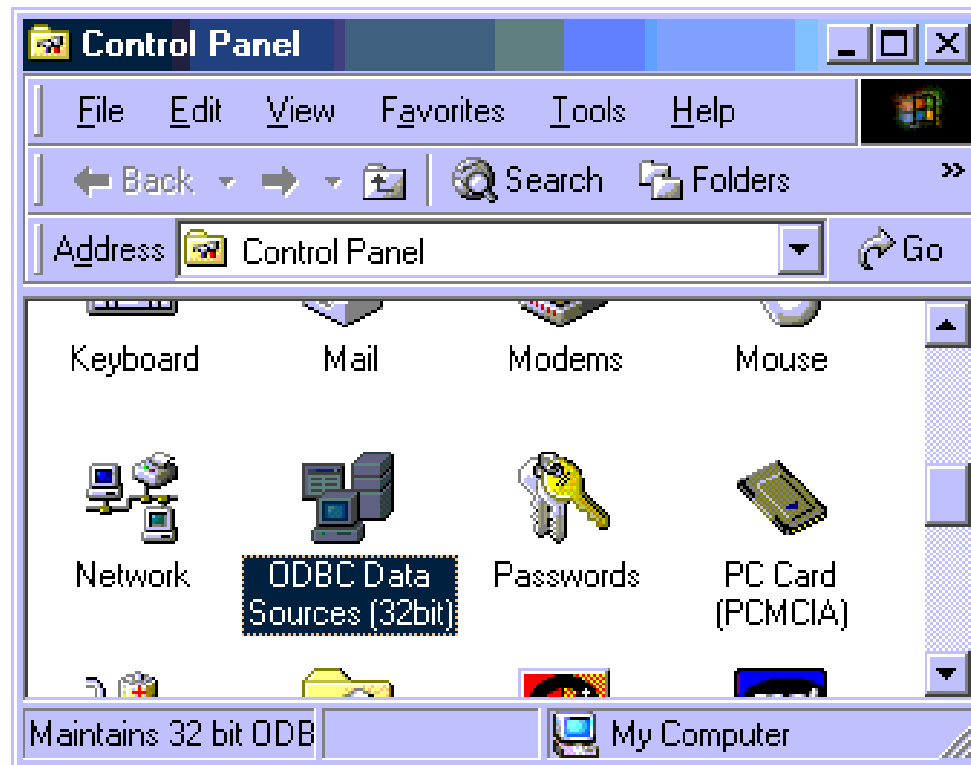 Control Panel
File Edit View Favorites Tools Help
Back Search Folders »
Address Control Panel Go
Keyboard Mail Modems Mouse
Network ODBC Data Sources (32bit) Passwords PC Card (PCMCIA)
Maintains 32 bit ODB My Computer